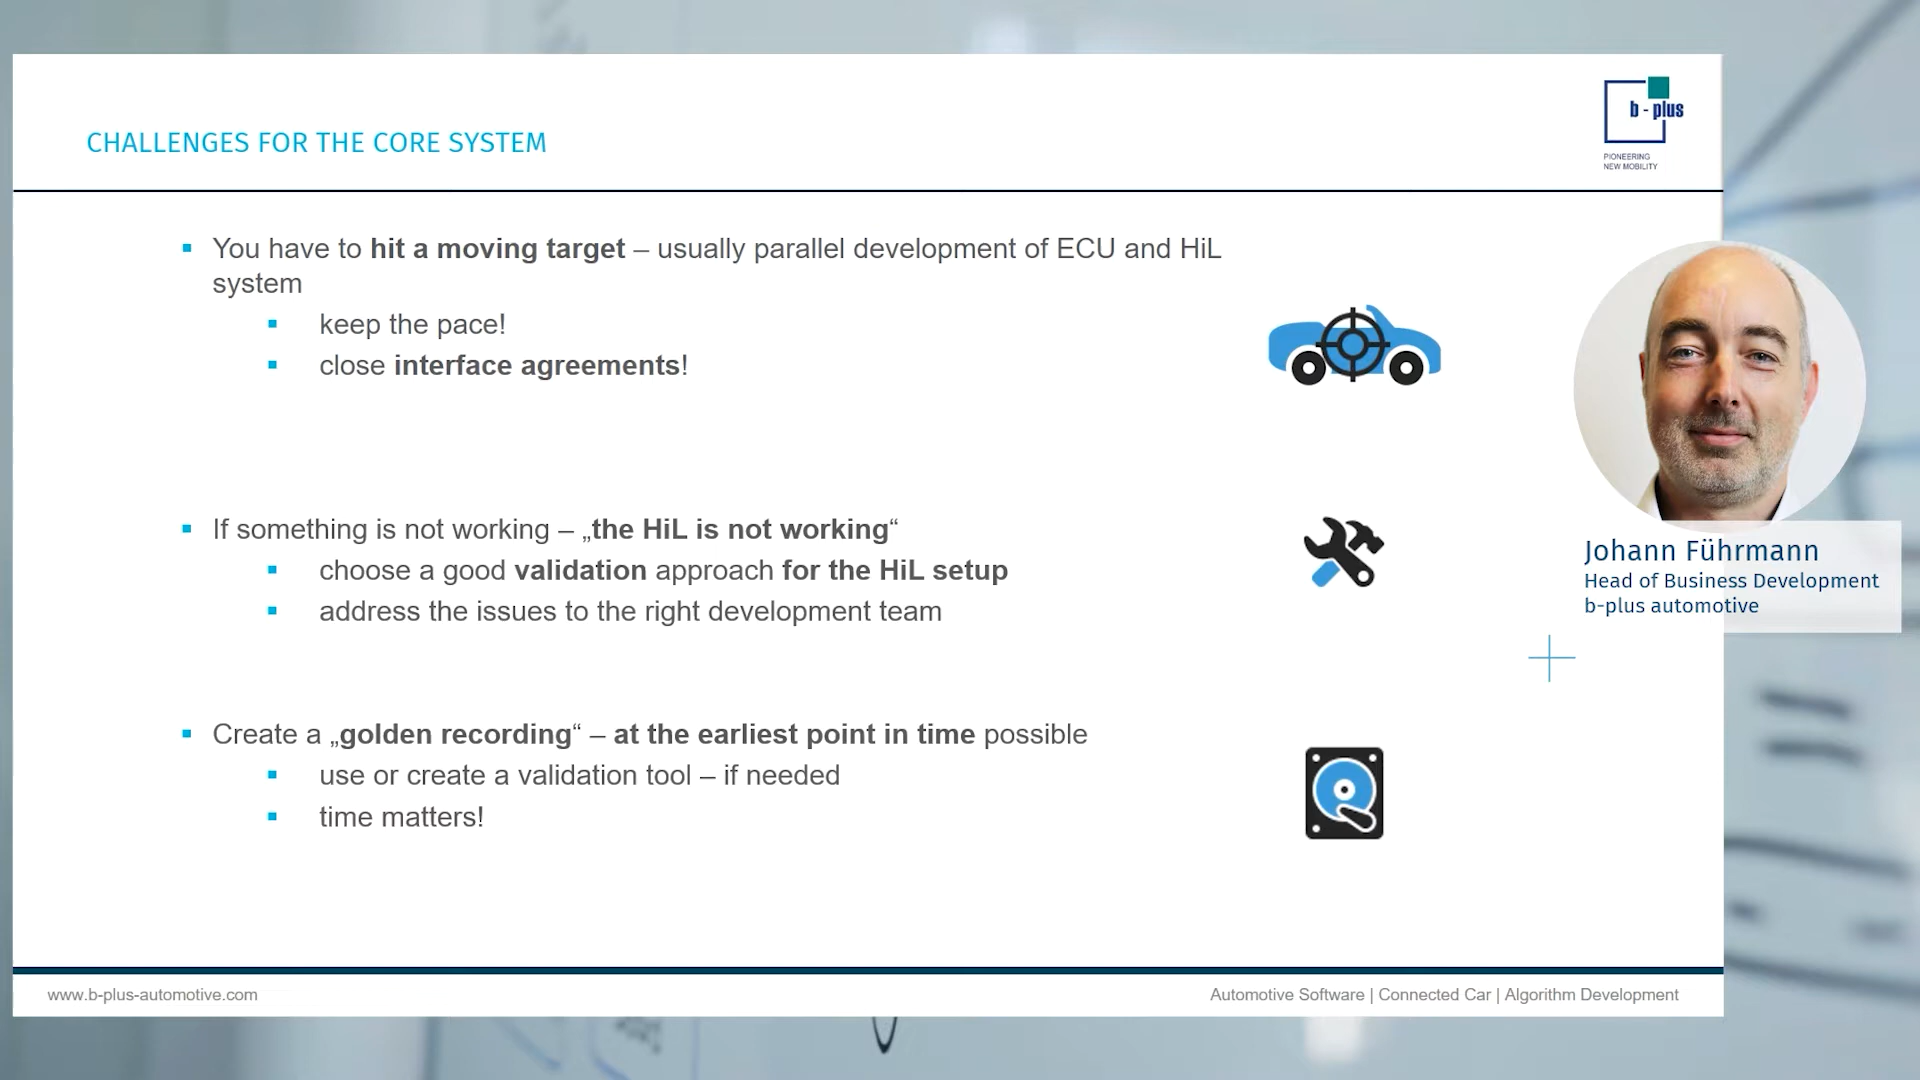 b - plus
PIONEERING
NEW MOBILITY
CHALLENGES FOR THE CORE SYSTEM
▪ You have to hit a moving target – usually parallel development of ECU and HiL
system
▪ keep the pace!
▪ close interface agreements!
▪ If something is not working – „the HiL is not working“
▪ choose a good validation approach for the HiL setup
▪ address the issues to the right development team
▪ Create a „golden recording“ – at the earliest point in time possible
▪ use or create a validation tool – if needed
▪ time matters!
Johann Führmann
Head of Business Development
b-plus automotive
www.b-plus-automotive.com
Automotive Software | Connected Car | Algorithm Development